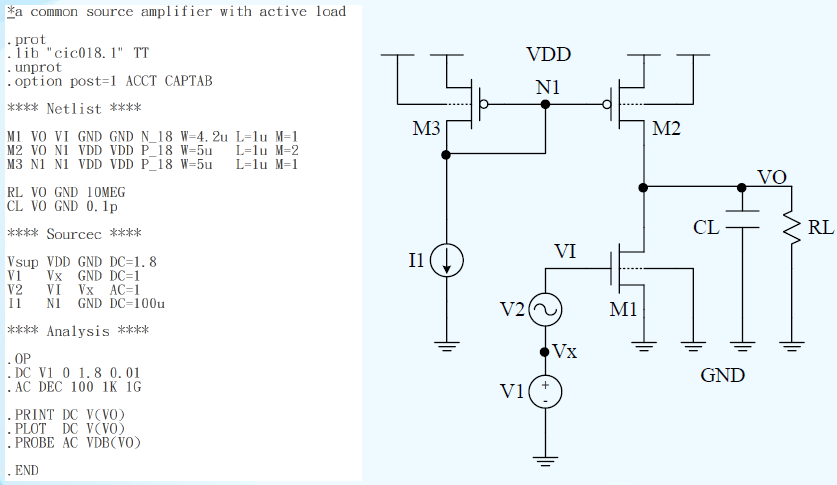 *a common source amplifier with active load
.prot
.lib "cic018.1" TT
.unprot
.option post=1 ACCT CAPTAB
**** Netlist ****
M1 VO VI GND GND N_18 W=4.2u L=1u M=1
M2 VO N1 VDD VDD P_18 W=5u L=1u M=2
M3 N1 N1 VDD VDD P_18 W=5u L=1u M=1
RL VO GND 10MEG
CL VO GND 0.1p
**** Sourcec ****
Vsup VDD GND DC=1.8
V1 Vx GND DC=1
V2 VI Vx AC=1
I1 N1 GND DC=100u
**** Analysis ****
.OP
.DC V1 0 1.8 0.01
.AC DEC 100 1K 1G
.PRINT DC V(VO)
.PLOT DC V(VO)
.PROBE AC VDB(VO)
.END
VDD
N1
M3
M2
VO
CL
RL
VI
I1
V2
M1
Vx
GND
V1
+
-